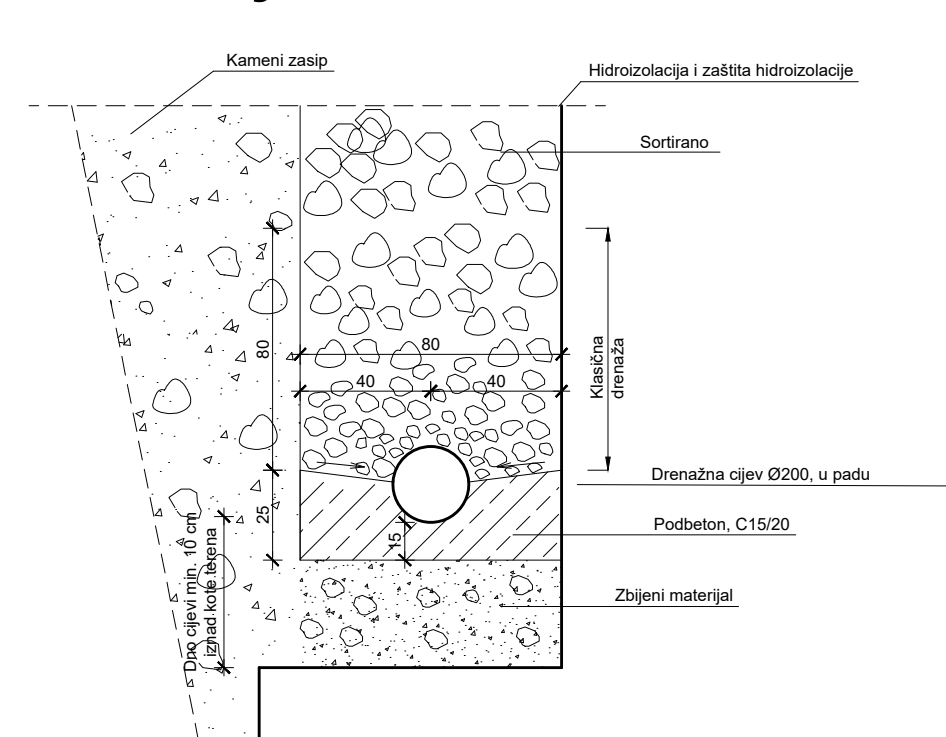 Kameni zasip
Hidroizolacija i zaštita hidroizolacije
Sortirano
80
80
40
40
Klasična
drenaža
Drenažna cijev Ø200, u padu
25
15
Podbeton, C15/20
Dno cijevi min. 10 cm
iznad kote terena
Zbijeni materijal